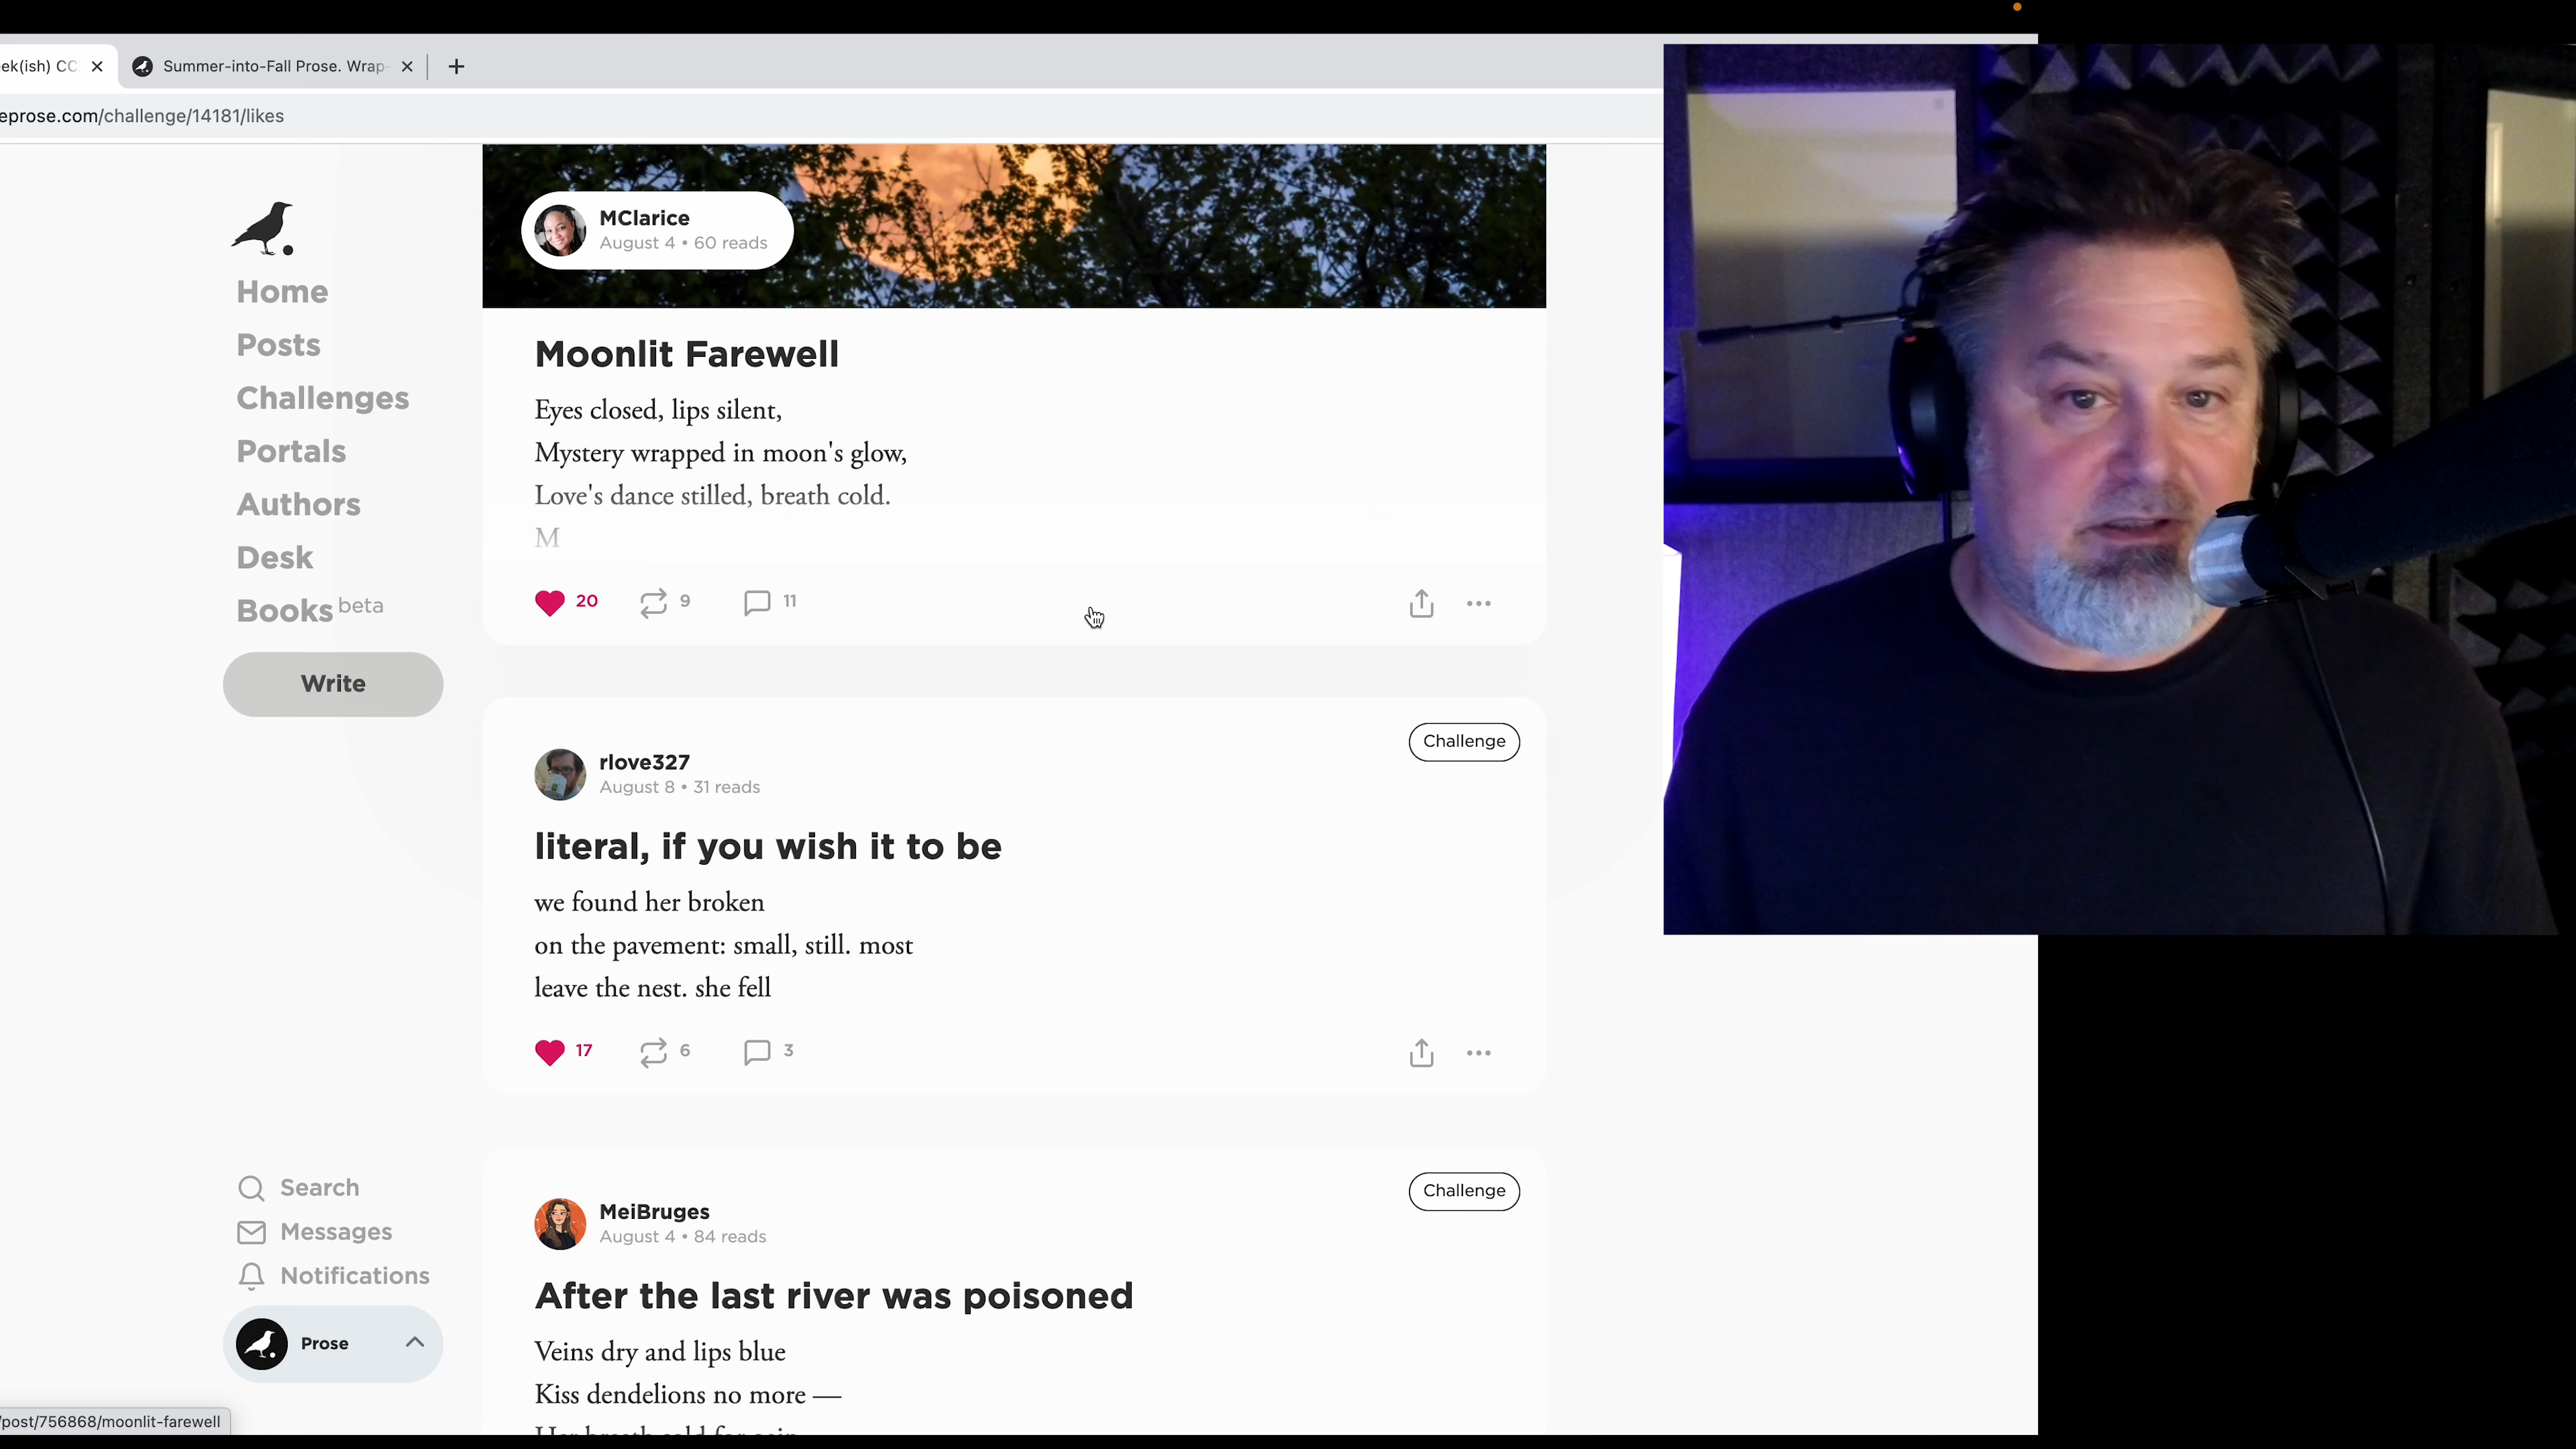 ek(ish) CC
Summer-into-Fall Prose. Wrap-
eprose.com/challenge/14181/likes
Home
Posts
Challenges
Portals
Authors
Desk
Books beta
Write
Search
Messages
Notifications
Prose
MClarice
August 4 • 60 reads
Moonlit Farewell
Eyes closed, lips silent,
Mystery wrapped in moon's glow,
Love's dance stilled, breath cold.
M
20 9 11
Challenge
rlove327
August 8 • 31 reads
literal, if you wish it to be
we found her broken
on the pavement: small, still. most
leave the nest. she fell
17 6 3
Challenge
MeiBruges
August 4 • 84 reads
After the last river was poisoned
Veins dry and lips blue
Kiss dendelions no more —
/post/756868/moonlit-farewell